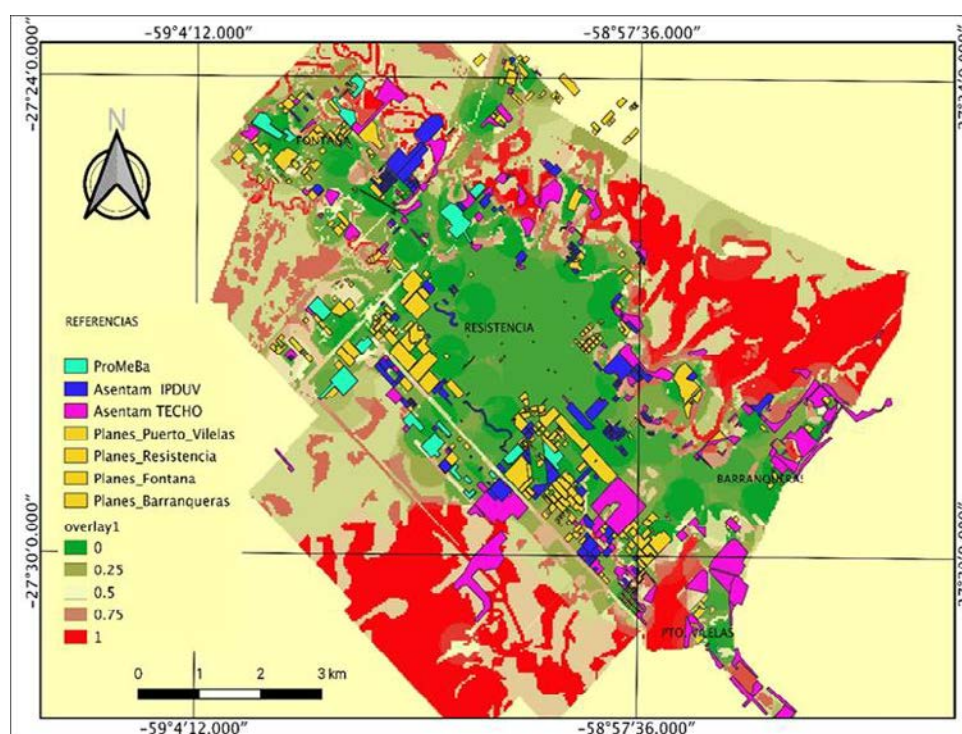 -59°4′12.000″ -58°57′36.000″
-27°24′0.000″
N
FONTANA
RESISTENCIA
REFERENCIAS
ProMeBa
Asentam IPDUV
Asentam TECHO
Planes_Puerto_Vilelas
Planes_Resistencia
Planes_Fontana
Planes_Barranqueras
overlay1
0
0.25
0.5
0.75
1
-27°30′0.000″
PTO. VILELAS
0 1 2 3 km
-59°4′12.000″ -58°57′36.000″